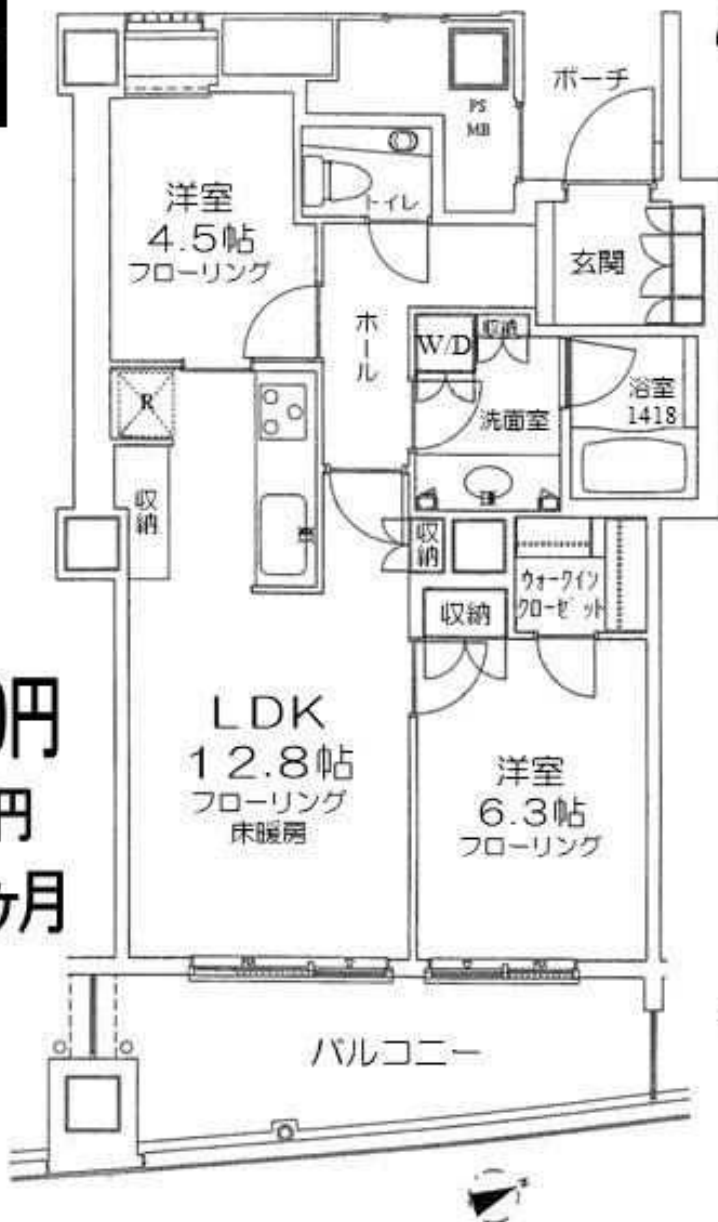 ポーチ
PS
MB
トイレ
洋室
4.5帖
フローリング
玄関
ホール
W/D
収納
浴室
1418
洗面室
R
収納
収納
ウォークイン
クローゼット
収納
LDK
12.8帖
フローリング
床暖房
洋室
6.3帖
フローリング
円
円
ヶ月
バルコニー